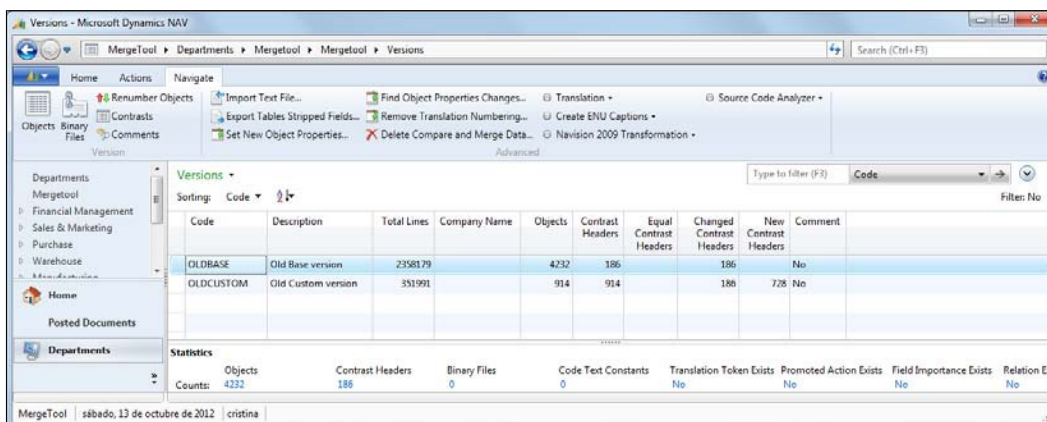 Versions - Microsoft Dynamics NAV
MergeTool Departments Mergetool Mergetool Versions
Search (Ctrl+F3)
Home Actions Navigate
Objects
Binary Files
Renumber Objects
Contrasts
Comments
Version
Import Text File...
Export Tables Stripped Fields...
Set New Object Properties...
Find Object Properties Changes...
Remove Translation Numbering...
Delete Compare and Merge Data...
Translation
Create ENU Captions
Navision 2009 Transformation
Source Code Analyzer
Advanced
Departments
Mergetool
Financial Management
Sales & Marketing
Purchase
Warehouse
Home
Posted Documents
Departments
Versions
Type to filter (F3) Code
Sorting: Code
Filter: No
Code Description Total Lines Company Name Objects Contrast Headers Equal Contrast Headers Changed Contrast Headers New Contrast Headers Comment
OLDBASE Old Base version 2358179 4232 186 186 No
OLDCUSTOM Old Custom version 351991 914 914 186 728 No
Statistics
Objects Contrast Headers Binary Files Code Text Constants Translation Token Exists Promoted Action Exists Field Importance Exists Relation E
Counts: 4232 186 0 0 No No No No
MergeTool sábado, 13 de octubre de 2012 cristina